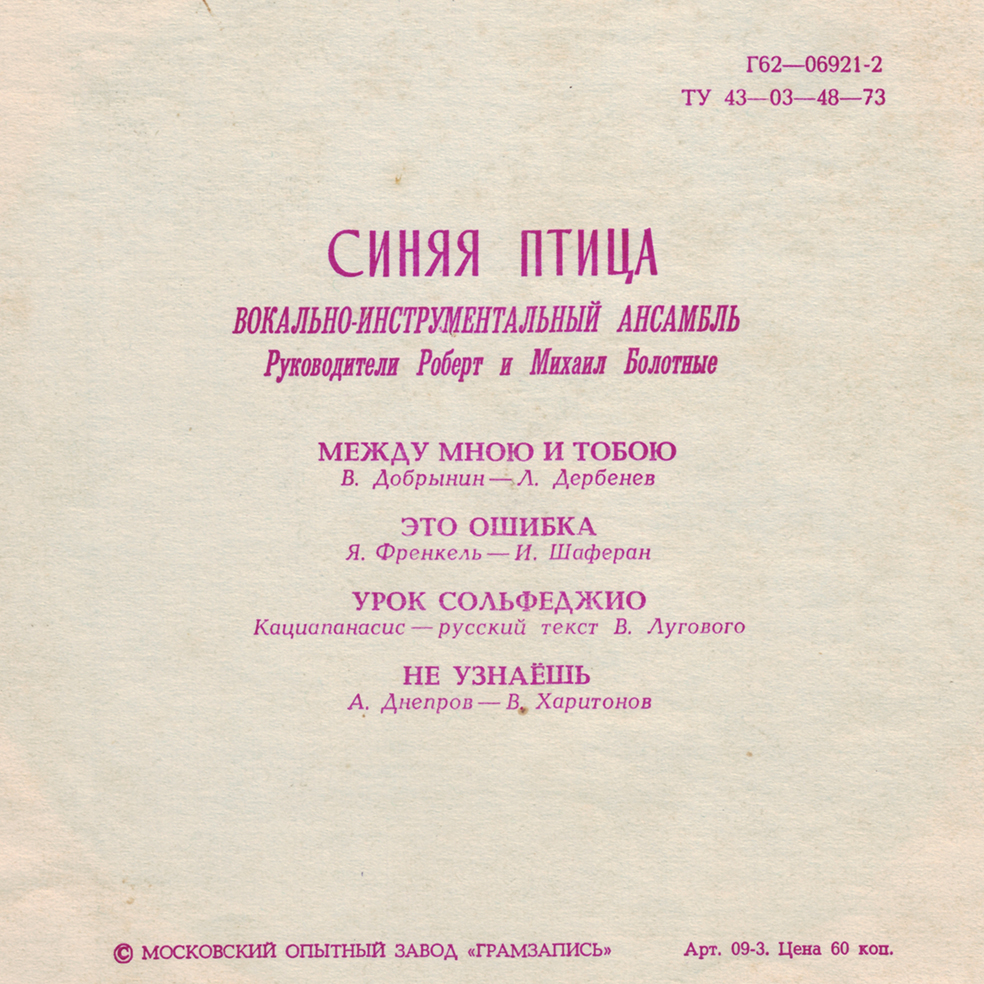 Г62—06921-2
ТУ 43—03—48—73
СИНЯЯ ПТИЦА
ВОКАЛЬНО-ИНСТРУМЕНТАЛЬНЫЙ АНСАМБЛЬ
Руководители Роберт и Михаил Болотные
МЕЖДУ МНОЮ И ТОБОЮ
В. Добрынин — Л. Дербенев
ЭТО ОШИБКА
Я. Френкель — И. Шаферан
УРОК СОЛЬФЕДЖИО
Кациапанасис — русский текст В. Лугового
НЕ УЗНАЁШЬ
А. Днепров — В. Харитонов
© МОСКОВСКИЙ ОПЫТНЫЙ ЗАВОД «ГРАМЗАПИСЬ» Арт. 09-3. Цена 60 коп.